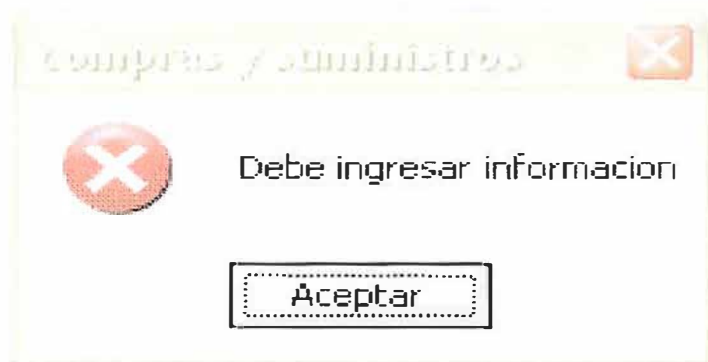 compras y suministros
Debe ingresar informacion
Aceptar